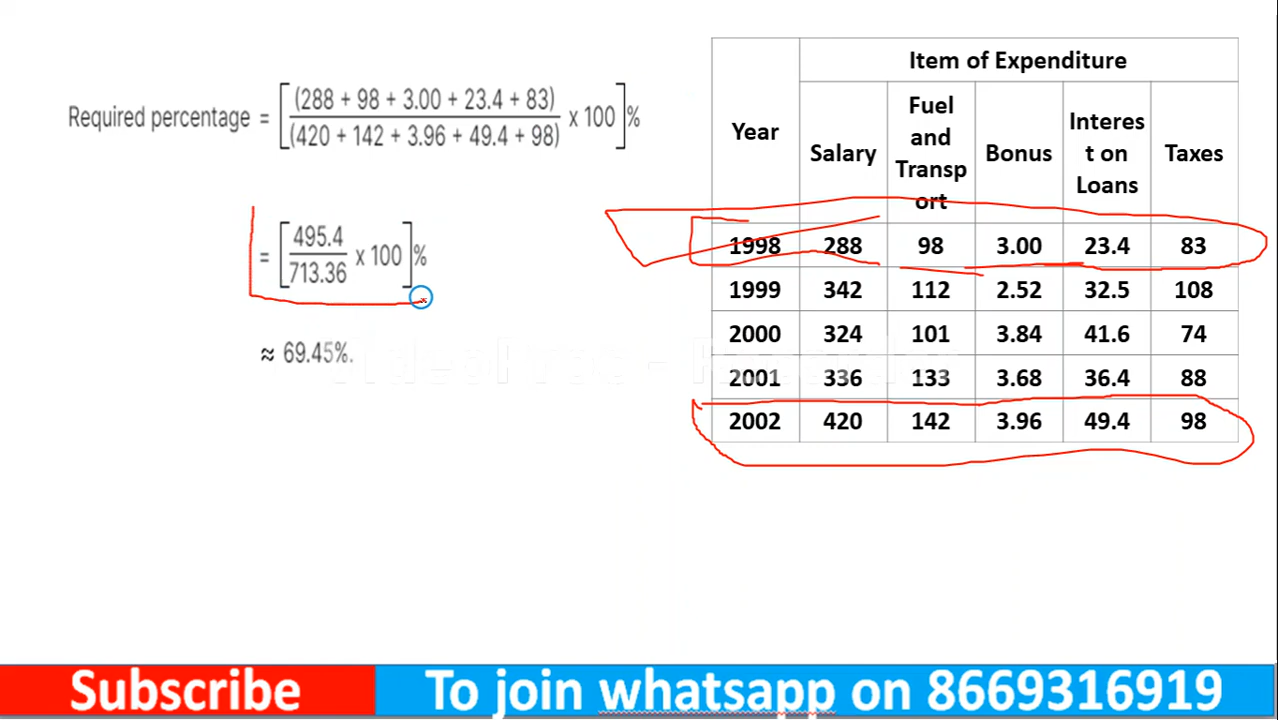 Required percentage = [ (288 + 98 + 3.00 + 23.4 + 83) / (420 + 142 + 3.96 + 49.4 + 98) x 100 ] %
= [ 495.4 / 713.36 x 100 ] %
≈ 69.45%.
Item of Expenditure
Year Salary Fuel and Transport Bonus Interest on Loans Taxes
1998 288 98 3.00 23.4 83
1999 342 112 2.52 32.5 108
2000 324 101 3.84 41.6 74
2001 336 133 3.68 36.4 88
2002 420 142 3.96 49.4 98
Subscribe To join whatsapp on 8669316919